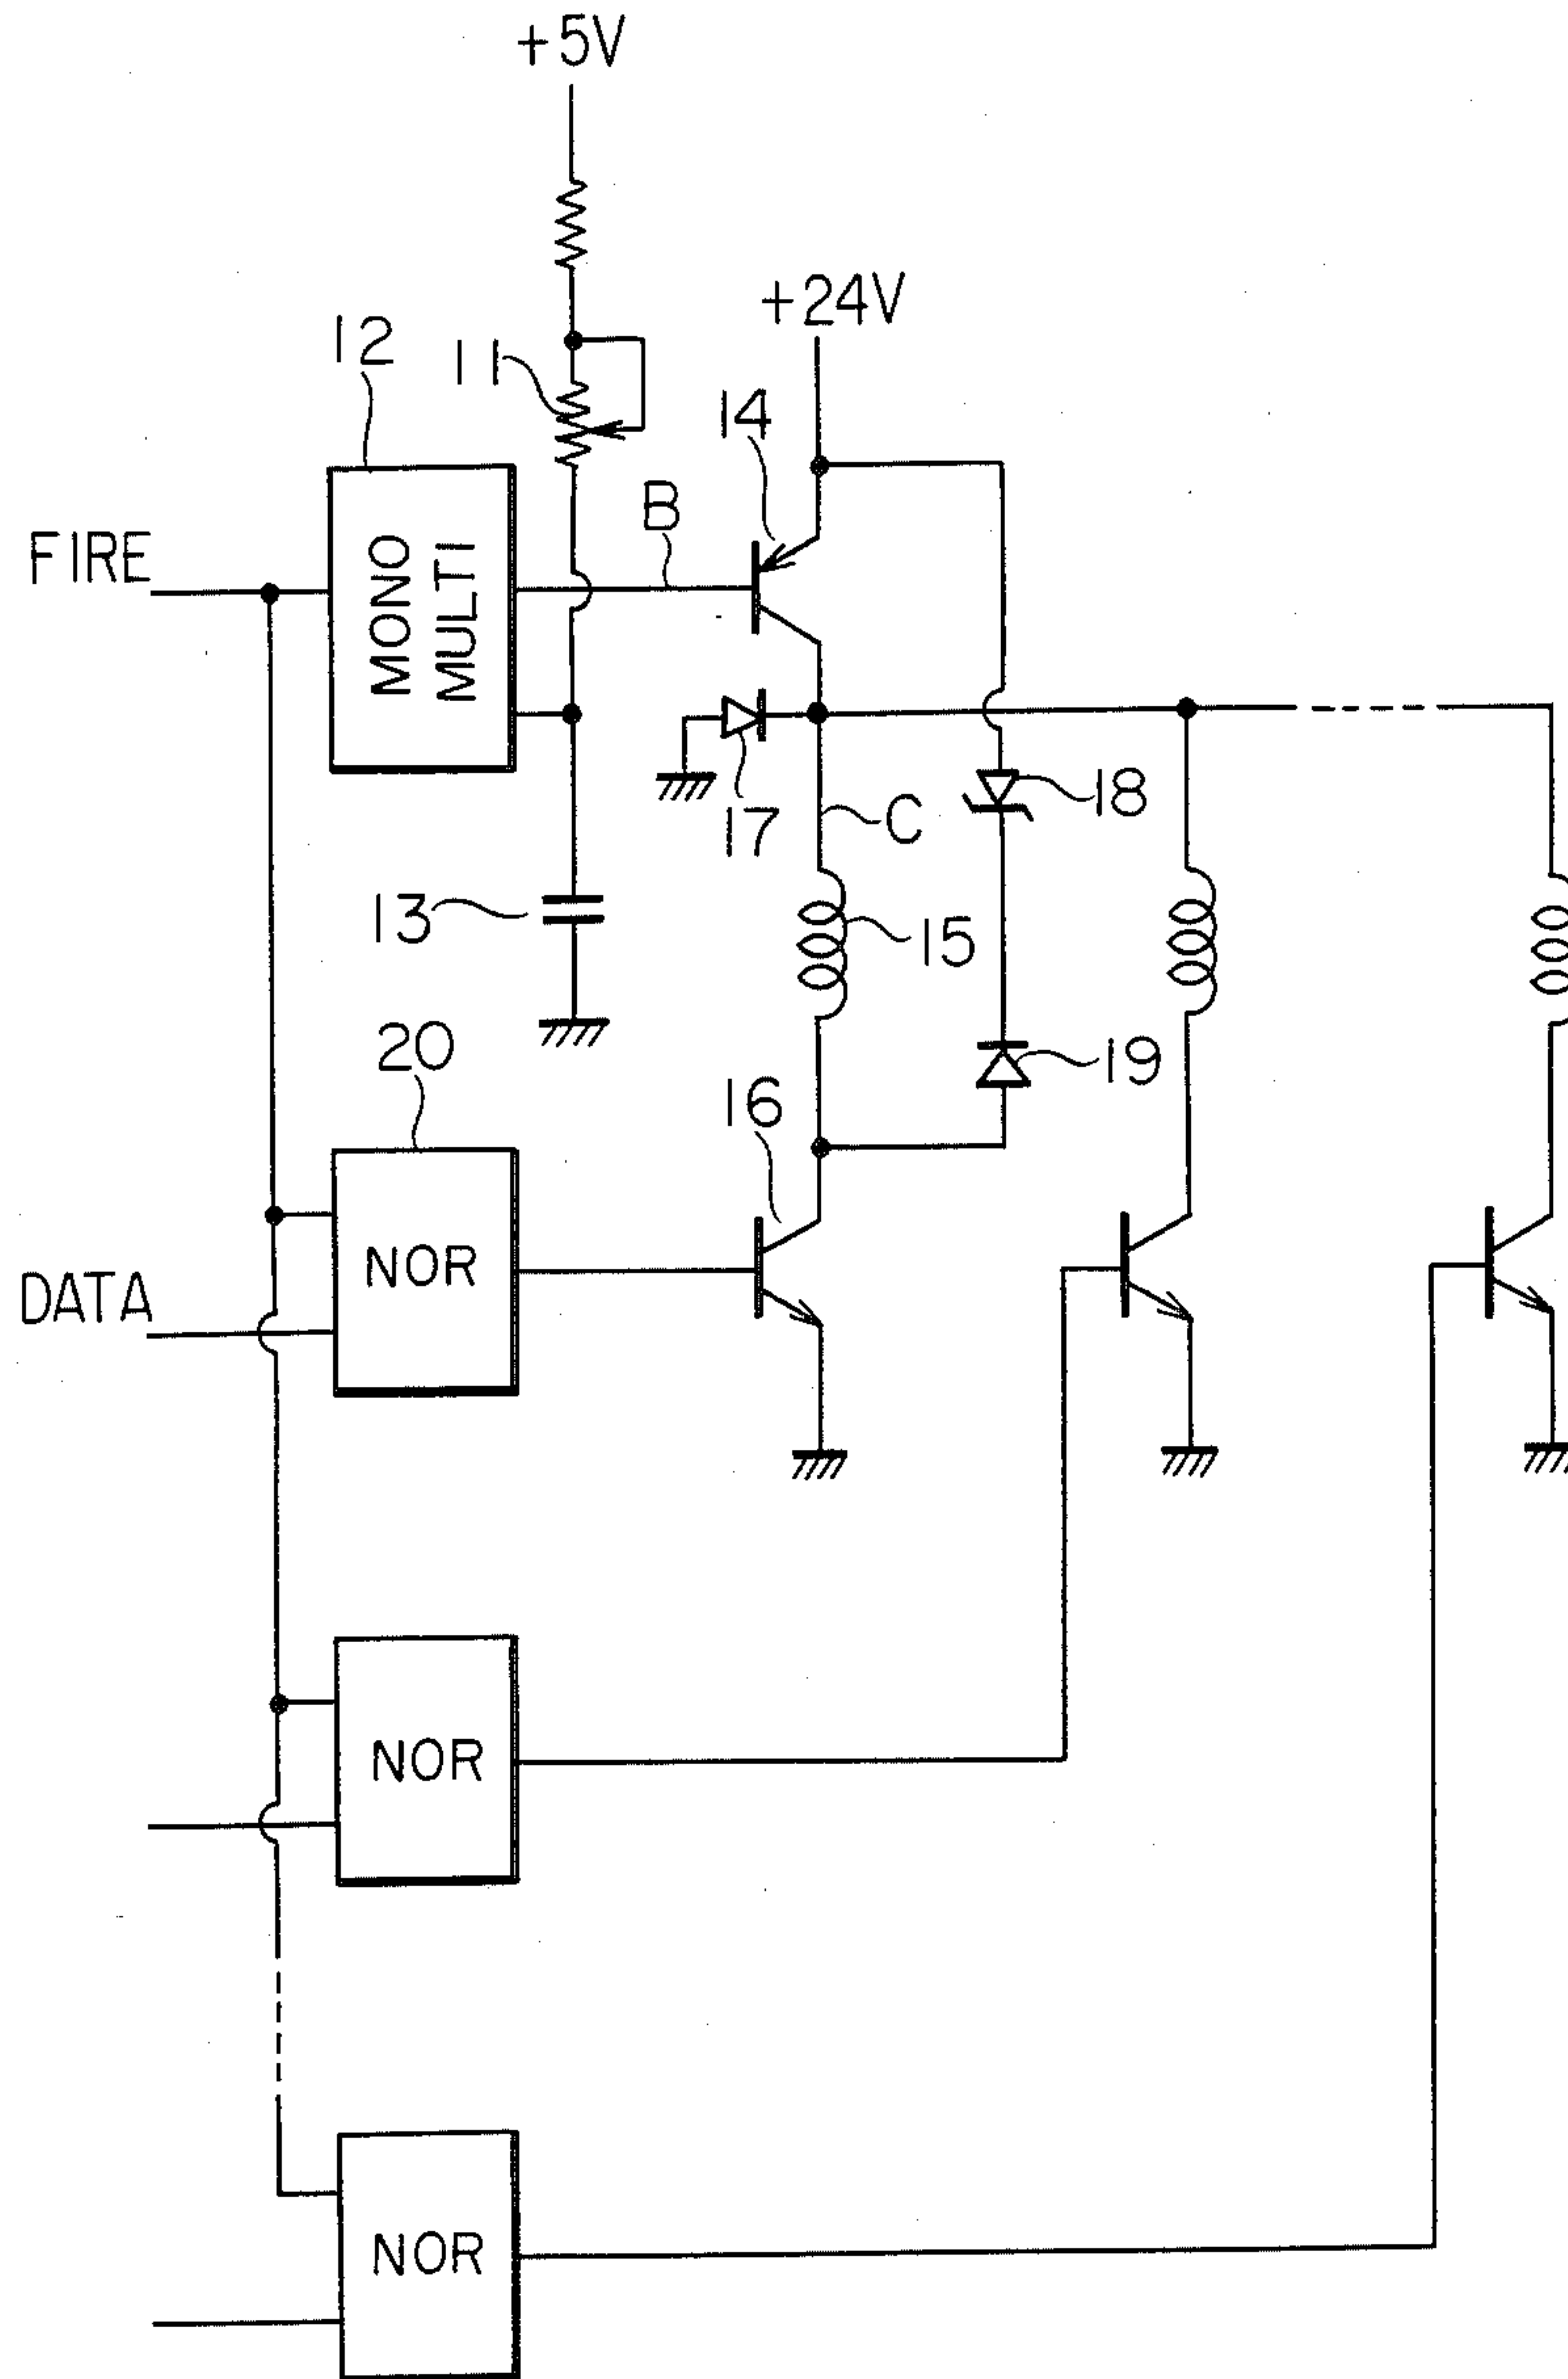 +5V
+24V
12
11
14
B
FIRE
MONO
MULTI
17
C
18
13
15
20
19
16
NOR
DATA
NOR
NOR